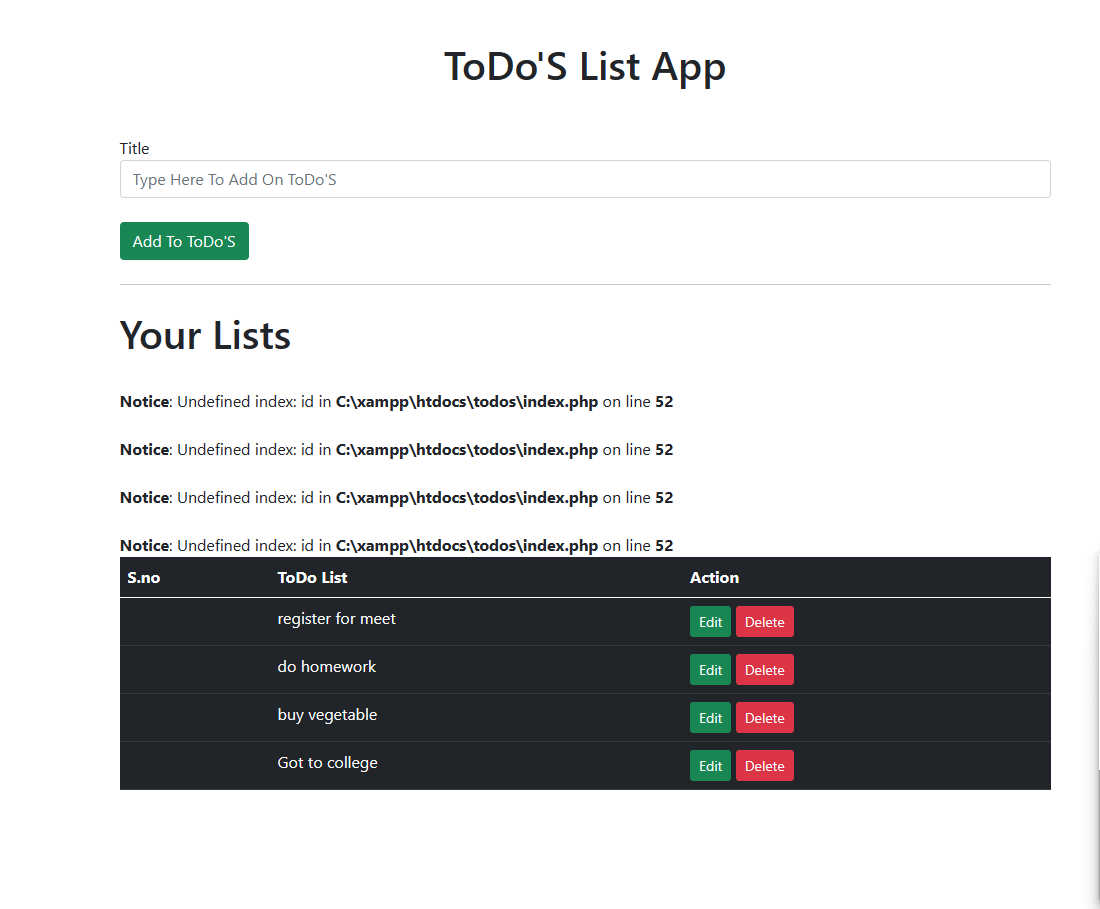 ToDo'S List App
Title
Type Here To Add On ToDo'S
Add To ToDo'S
Your Lists
Notice: Undefined index: id in C:\xampp\htdocs\todos\index.php on line 52
Notice: Undefined index: id in C:\xampp\htdocs\todos\index.php on line 52
Notice: Undefined index: id in C:\xampp\htdocs\todos\index.php on line 52
Notice: Undefined index: id in C:\xampp\htdocs\todos\index.php on line 52
S.no ToDo List Action
register for meet Edit Delete
do homework Edit Delete
buy vegetable Edit Delete
Got to college Edit Delete